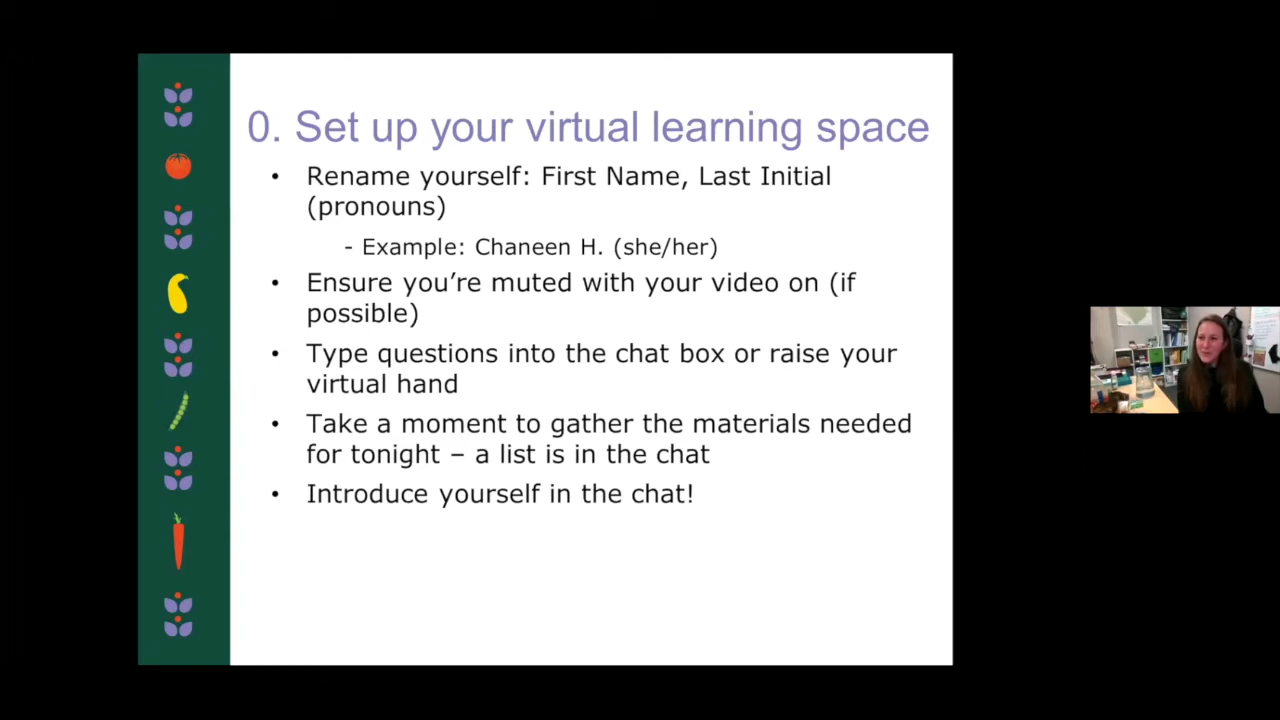 0. Set up your virtual learning space
• Rename yourself: First Name, Last Initial
(pronouns)
- Example: Chaneen H. (she/her)
• Ensure you’re muted with your video on (if
possible)
• Type questions into the chat box or raise your
virtual hand
• Take a moment to gather the materials needed
for tonight – a list is in the chat
• Introduce yourself in the chat!